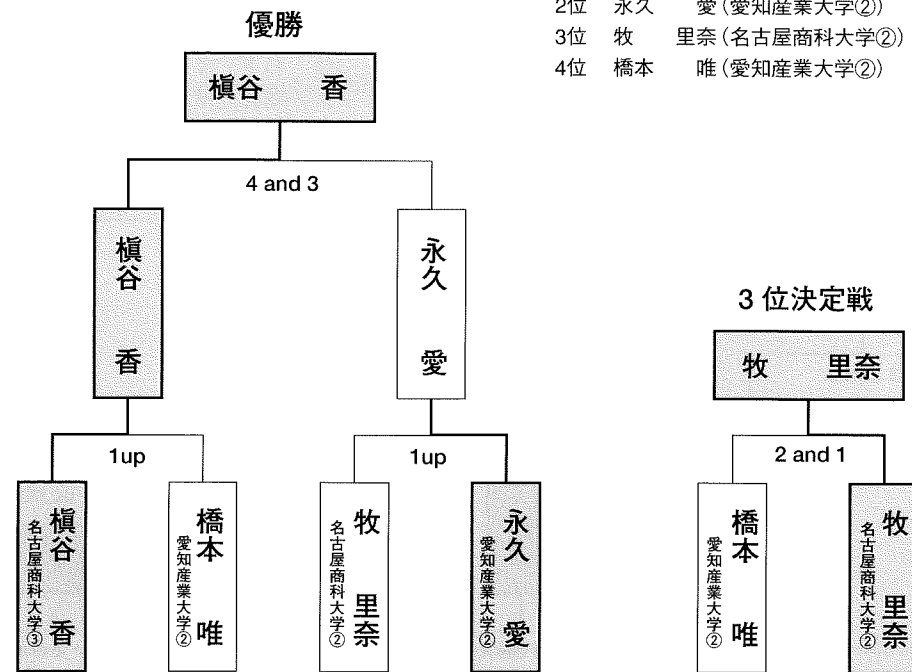 2位 永久 愛(愛知産業大学②)
3位 牧 里奈(名古屋商科大学②)
4位 橋本 唯(愛知産業大学②)
優勝
槇谷 香
4 and 3
槇谷 香
永久 愛
1up
1up
槇谷 香
名古屋商科大学③
橋本 唯
愛知産業大学②
牧 里奈
名古屋商科大学②
永久 愛
愛知産業大学②
3位決定戦
牧 里奈
2 and 1
橋本 唯
愛知産業大学②
牧 里奈
名古屋商科大学②